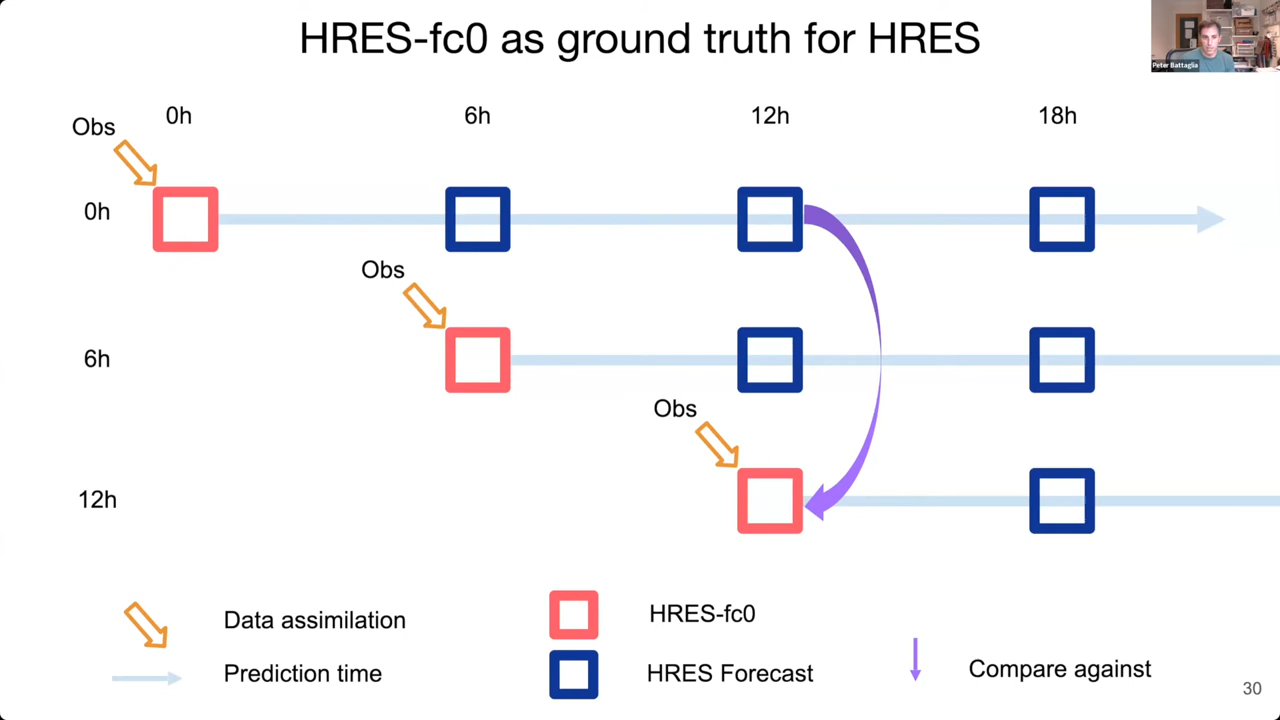 HRES-fc0 as ground truth for HRES
Peter Battaglia
0h 6h 12h 18h
Obs
0h
Obs
6h
Obs
12h
Data assimilation
HRES-fc0
Prediction time
HRES Forecast
Compare against
30